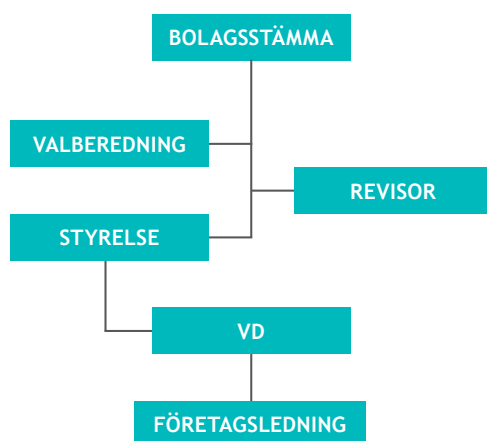 BOLAGSSTÄMMA
VALBEREDNING
REVISOR
STYRELSE
VD
FÖRETAGSLEDNING